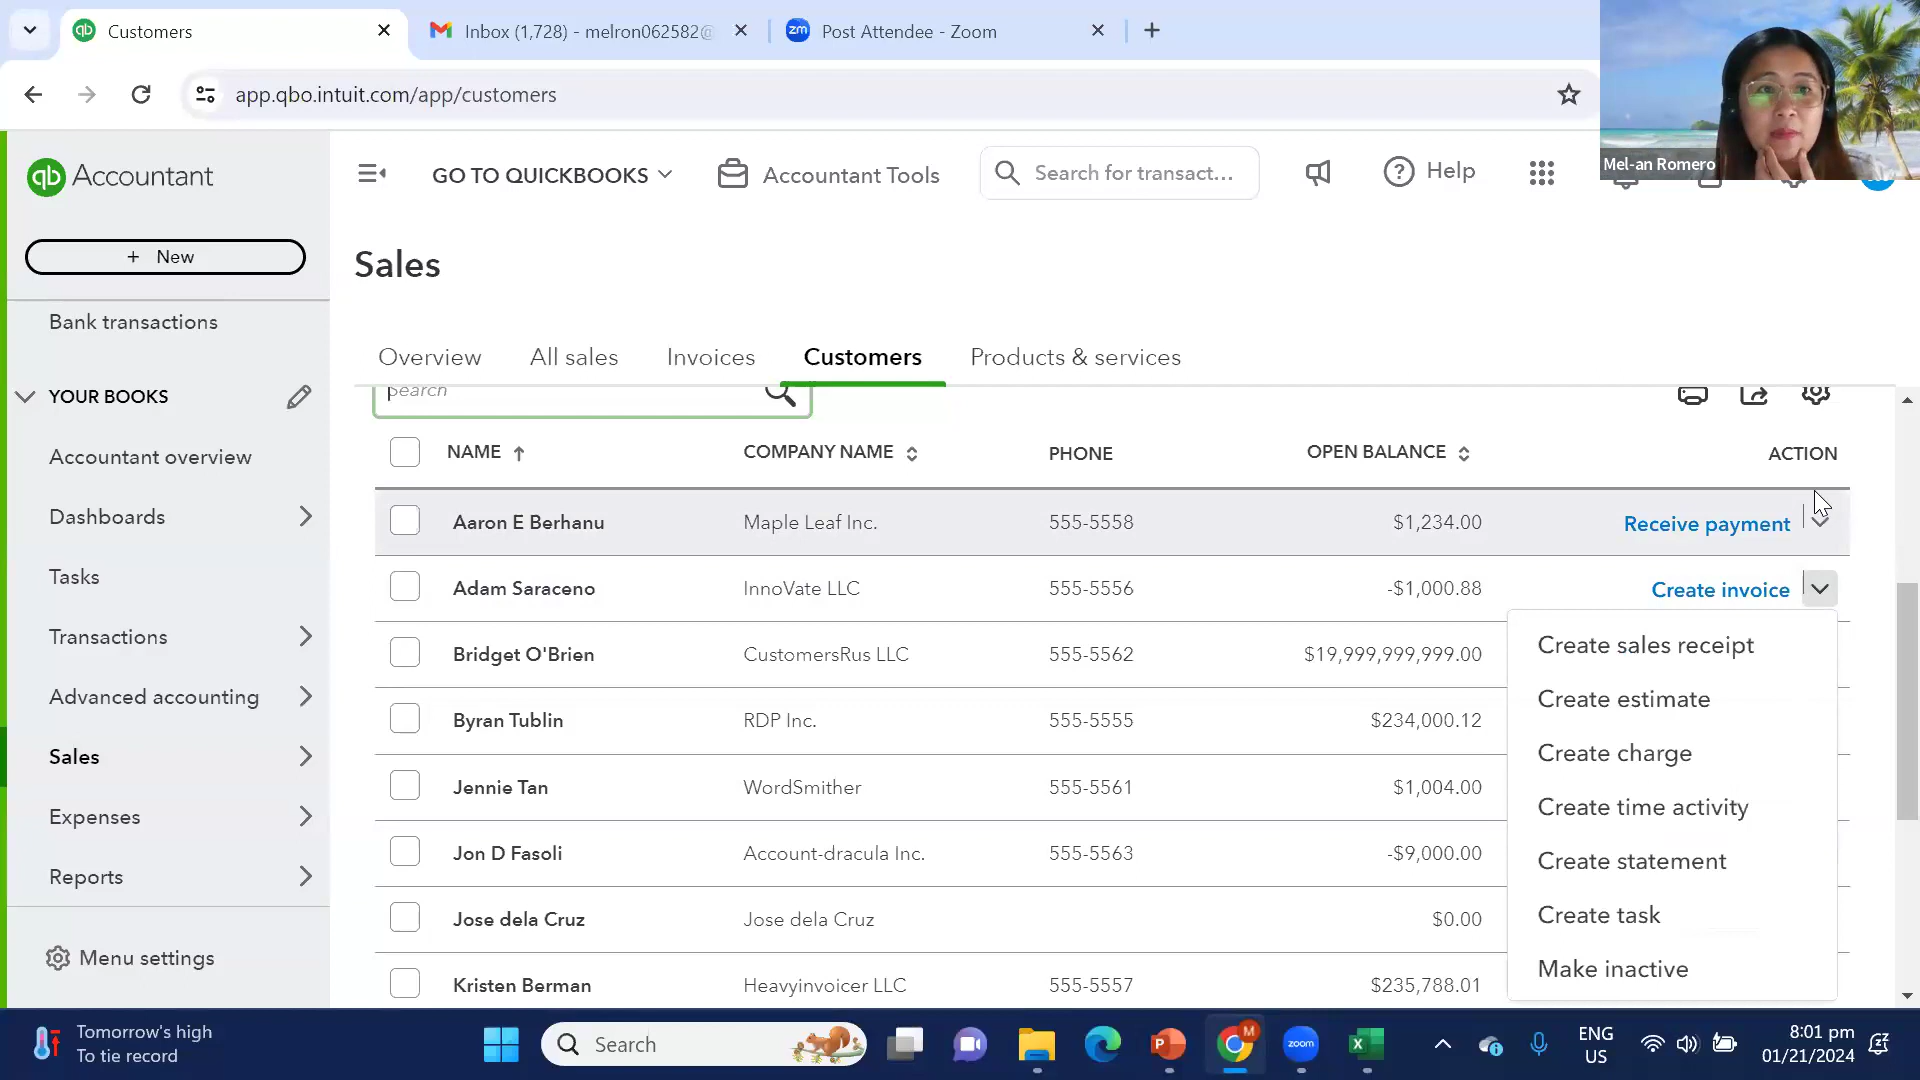 Customers
Inbox (1,728) - melron062582@
zm
Post Attendee - Zoom
app.qbo.intuit.com/app/customers
Mel-an Romero
qb Accountant
GO TO QUICKBOOKS
Accountant Tools
Search for transact...
Help
+ New
Sales
Bank transactions
Overview
All sales
Invoices
Customers
Products & services
YOUR BOOKS
Search
NAME
COMPANY NAME
PHONE
OPEN BALANCE
ACTION
Accountant overview
Dashboards
Tasks
Transactions
Advanced accounting
Sales
Expenses
Reports
Menu settings
Aaron E Berhanu Maple Leaf Inc. 555-5558 $1,234.00 Receive payment
Adam Saraceno InnoVate LLC 555-5556 -$1,000.88 Create invoice
Bridget O'Brien CustomersRus LLC 555-5562 $19,999,999,999.00
Byran Tublin RDP Inc. 555-5555 $234,000.12
Jennie Tan WordSmither 555-5561 $1,004.00
Jon D Fasoli Account-dracula Inc. 555-5563 -$9,000.00
Jose dela Cruz Jose dela Cruz $0.00
Kristen Berman Heavyinvoicer LLC 555-5557 $235,788.01
Create sales receipt
Create estimate
Create charge
Create time activity
Create statement
Create task
Make inactive
Tomorrow's high
To tie record
Search
M
P
zoom
X
ENG
US
8:01 pm
01/21/2024